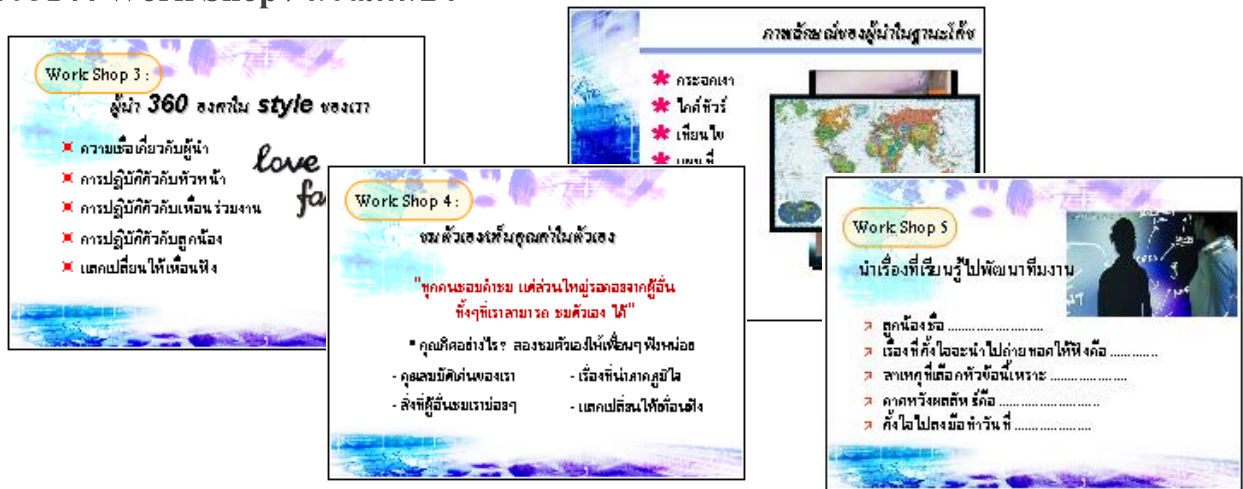 Work Shop 3 :
ผู้นำ 360 องศาใน style ของเรา
ความเชื่อเกี่ยวกับผู้นำ
การปฏิบัติตัวกับหัวหน้า
การปฏิบัติตัวกับเพื่อนร่วมงาน
การปฏิบัติตัวกับลูกน้อง
แลกเปลี่ยนให้เพื่อนฟัง
love
fa
ภาพลักษณ์ของผู้นำในฐานะโค้ช
กระจกเงา
ไกด์ทัวร์
เทียนไข
แผนที่
Work Shop 4 :
ชมตัวเองเห็นคุณค่าในตัวเอง
"ทุกคนชอบคำชม แต่ส่วนใหญ่รอคอยจากผู้อื่น
ทั้งๆที่เราสามารถ ชมตัวเอง ได้"
คุณคิดอย่างไร? ลองชมตัวเองให้เพื่อนๆ ฟังหน่อย
- คุณสมบัติเด่นของเรา - เรื่องที่น่าภาคภูมิใจ
- สิ่งที่ผู้อื่นชมเราบ่อยๆ - แลกเปลี่ยนให้เพื่อนฟัง
Work Shop 5
นำเรื่องที่เรียนรู้ไปพัฒนาทีมงาน
ลูกน้องชื่อ ........................
เรื่องที่ตั้งใจจะนำไปถ่ายทอดให้ฟังคือ ............
สาเหตุที่เลือกหัวข้อนี้เพราะ ...................
คาดหวังผลลัพธ์คือ .........................
ตั้งใจไปลงมือทำวันที่ ...................